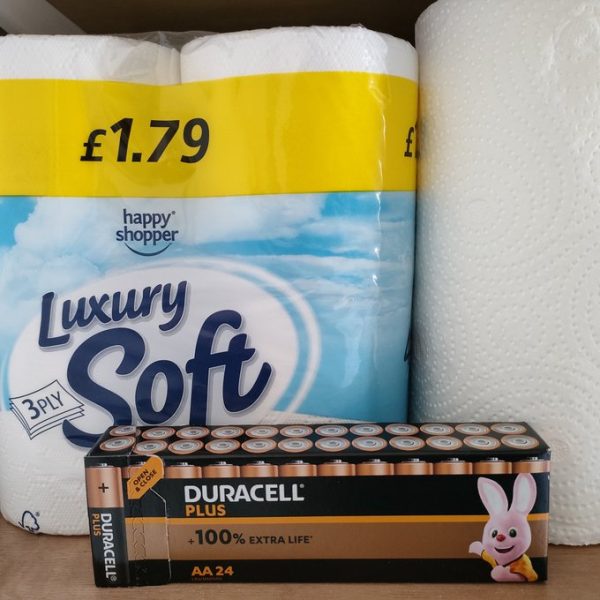 £1.79
£
happy
shopper
Luxury
Soft
3PLY
OPEN
& CLOSE
+
DURACELL
PLUS
DURACELL®
PLUS
+100% EXTRA LIFE*
AA 24